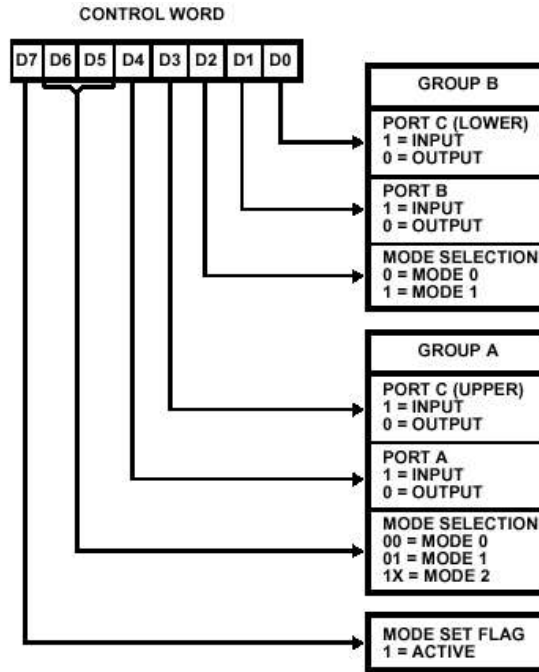 CONTROL WORD
D7 D6 D5 D4 D3 D2 D1 D0
GROUP B
PORT C (LOWER)
1 = INPUT
0 = OUTPUT
PORT B
1 = INPUT
0 = OUTPUT
MODE SELECTION
0 = MODE 0
1 = MODE 1
GROUP A
PORT C (UPPER)
1 = INPUT
0 = OUTPUT
PORT A
1 = INPUT
0 = OUTPUT
MODE SELECTION
00 = MODE 0
01 = MODE 1
1X = MODE 2
MODE SET FLAG
1 = ACTIVE